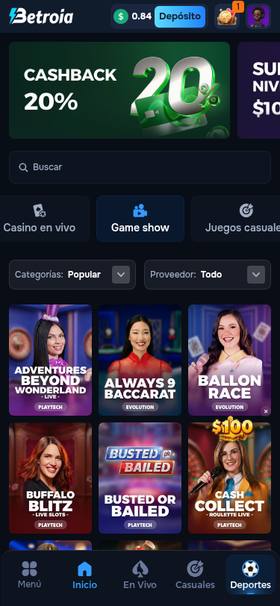 Betroia
$ 0.84 Depósito
1
CASHBACK
20%
20
%
SUP
NIV
$10
Buscar
Casino en vivo
Game show
Juegos casuale
Categorías: Popular
Proveedor: Todo
ADVENTURES
BEYOND
WONDERLAND
- LIVE -
PLAYTECH
ALWAYS 9
BACCARAT
EVOLUTION
BALLON
RACE
EVOLUTION
BUFFALO
BLITZ
- LIVE SLOTS -
PLAYTECH
BUSTED
OR
BAILED
BUSTED OR
BAILED
PLAYTECH
$100
CASH
COLLECT
- ROULETTE LIVE -
PLAYTECH
Menú
Inicio
En Vivo
Casuales
Deportes